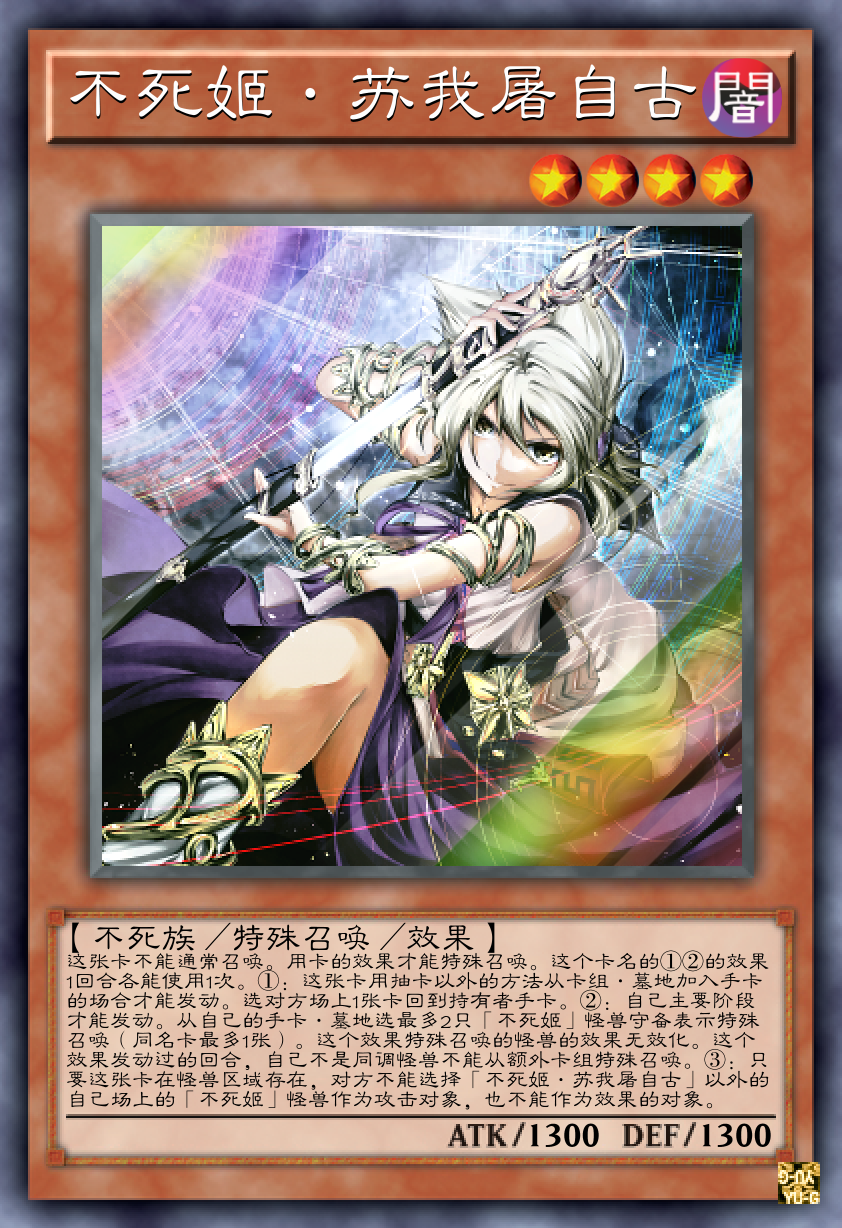 不死姬・苏我屠自古
闇
【不死族／特殊召唤／效果】
这张卡不能通常召唤。用卡的效果才能特殊召唤。这个卡名的①②的效果
1回合各能使用1次。①：这张卡用抽卡以外的方法从卡组・墓地加入手卡
的场合才能发动。选对方场上1张卡回到持有者手卡。②：自己主要阶段
才能发动。从自己的手卡・墓地选最多2只「不死姬」怪兽守备表示特殊
召唤（同名卡最多1张）。这个效果特殊召唤的怪兽的效果无效化。这个
效果发动过的回合，自己不是同调怪兽不能从额外卡组特殊召唤。③：只
要这张卡在怪兽区域存在，对方不能选择「不死姬・苏我屠自古」以外的
自己场上的「不死姬」怪兽作为攻击对象，也不能作为效果的对象。
ATK/1300 DEF/1300
YU-G